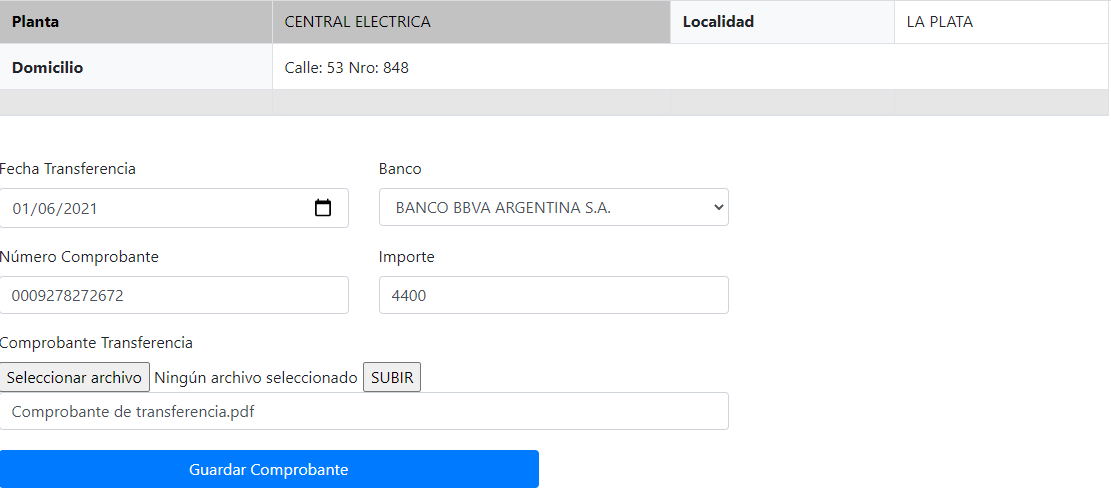 Planta CENTRAL ELECTRICA Localidad LA PLATA
Domicilio Calle: 53 Nro: 848
Fecha Transferencia Banco
01/06/2021 BANCO BBVA ARGENTINA S.A.
Número Comprobante Importe
0009278272672 4400
Comprobante Transferencia
Seleccionar archivo Ningún archivo seleccionado SUBIR
Comprobante de transferencia.pdf
Guardar Comprobante